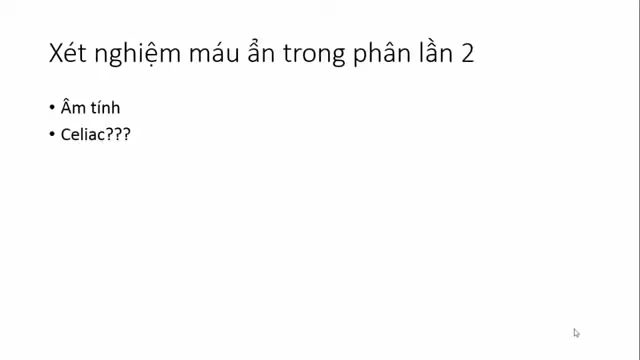 Xét nghiệm máu ẩn trong phân lần 2
• Âm tính
• Celiac???